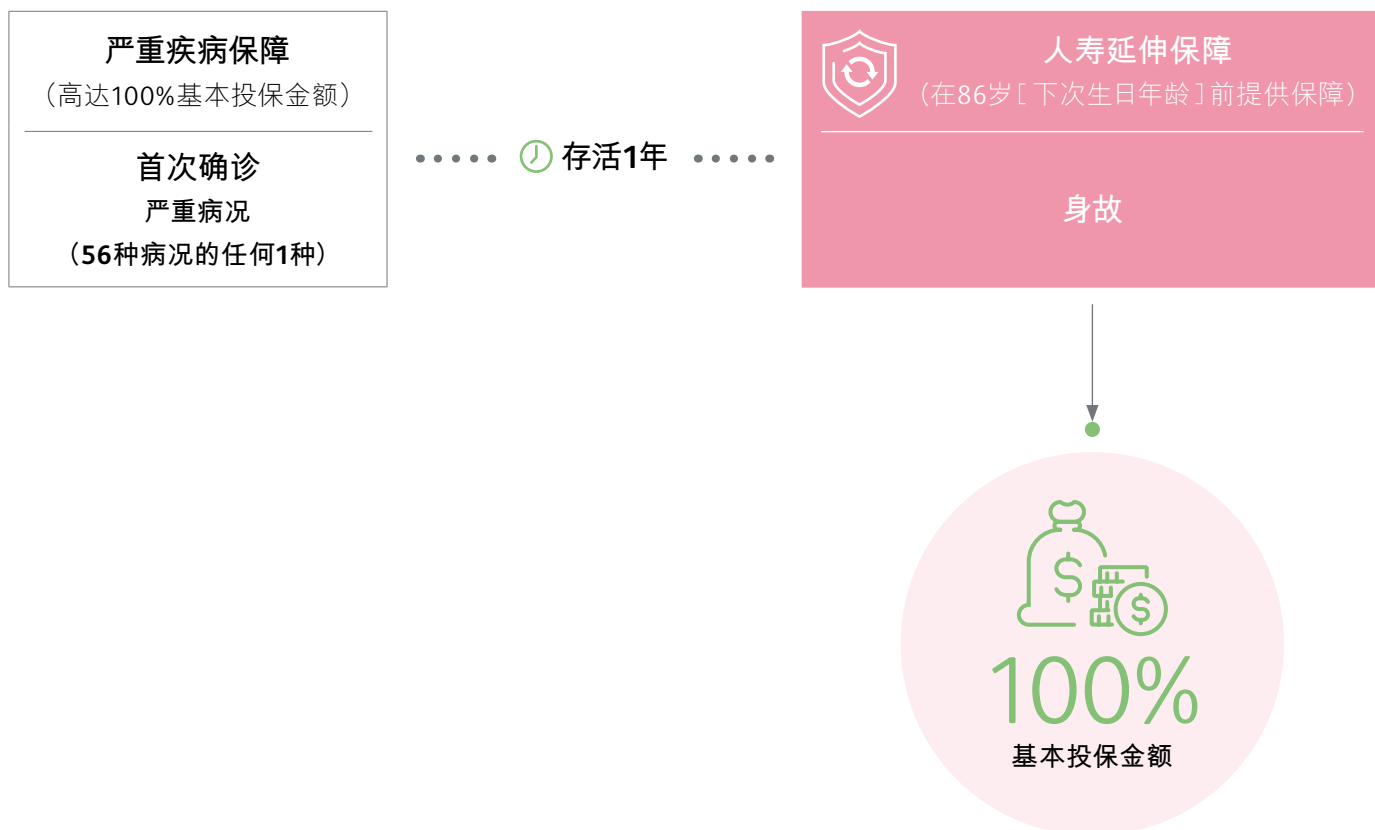 严重疾病保障
（高达100%基本投保金额）
首次确诊
严重病况
（56种病况的任何1种）
存活1年
人寿延伸保障
（在86岁[下次生日年龄]前提供保障）
身故
$
$
100%
基本投保金额